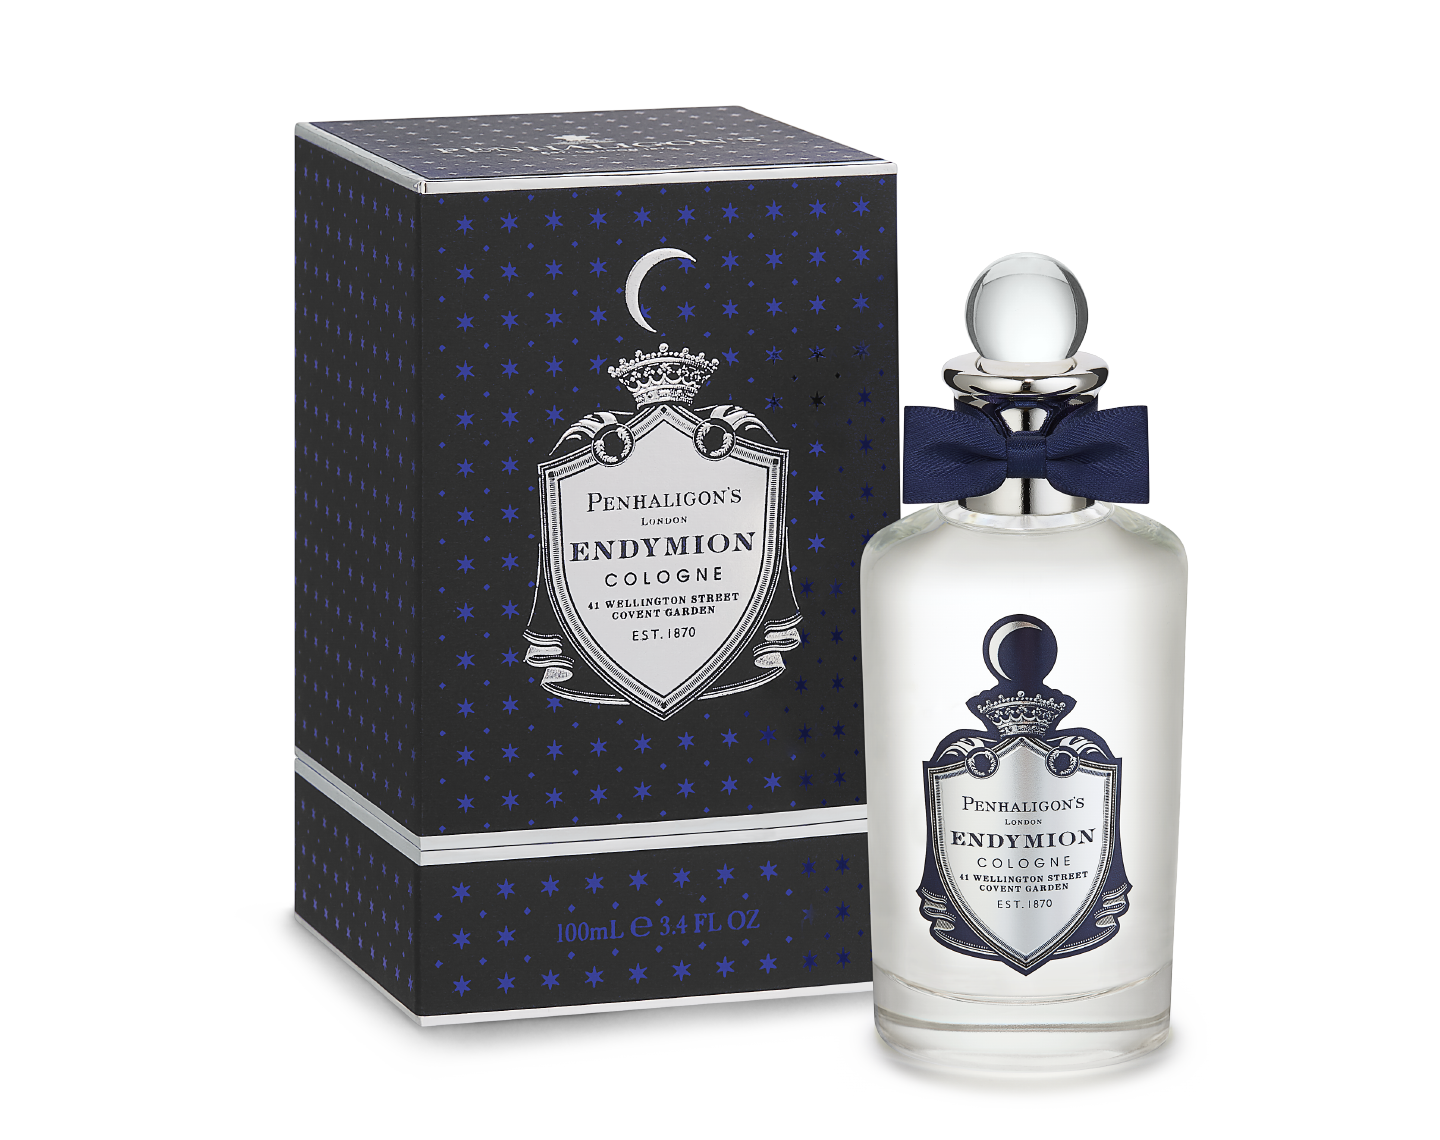 PENHALIGON'S
PENHALIGON'S
LONDON
ENDYMION
COLOGNE
41 WELLINGTON STREET
COVENT GARDEN
EST. 1870
100mL ℮ 3.4 FL OZ
PENHALIGON'S
LONDON
ENDYMION
COLOGNE
41 WELLINGTON STREET
COVENT GARDEN
EST. 1870